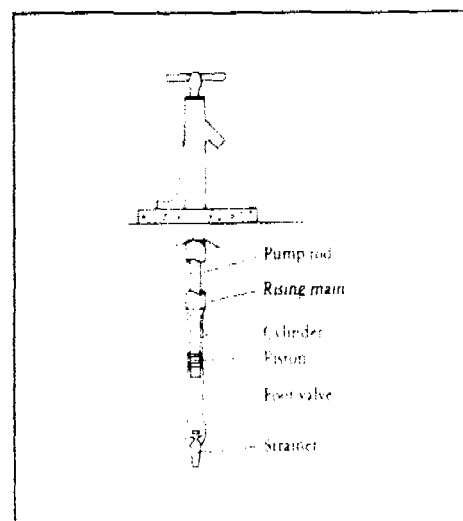 Pump rod
Rising main
Cylinder
Piston
Foot valve
Strainer